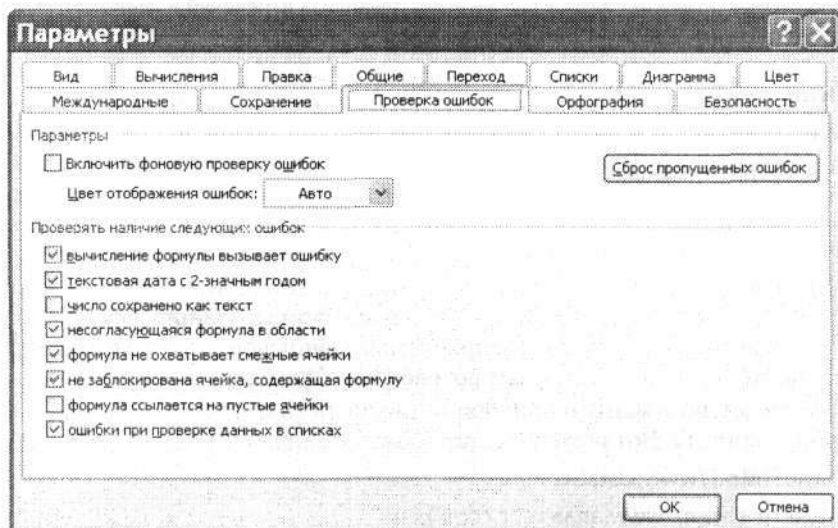 Параметры
Вид Вычисления Правка Общие Переход Списки Диаграмма Цвет
Международные Сохранение Проверка ошибок Орфография Безопасность
Параметры
Включить фоновую проверку ошибок
Сброс пропущенных ошибок
Цвет отображения ошибок: Авто
Проверять наличие следующих ошибок
вычисление формулы вызывает ошибку
текстовая дата с 2-значным годом
число сохранено как текст
несогласующаяся формула в области
формула не охватывает смежные ячейки
не заблокирована ячейка, содержащая формулу
формула ссылается на пустые ячейки
ошибки при проверке данных в списках
ОК Отмена